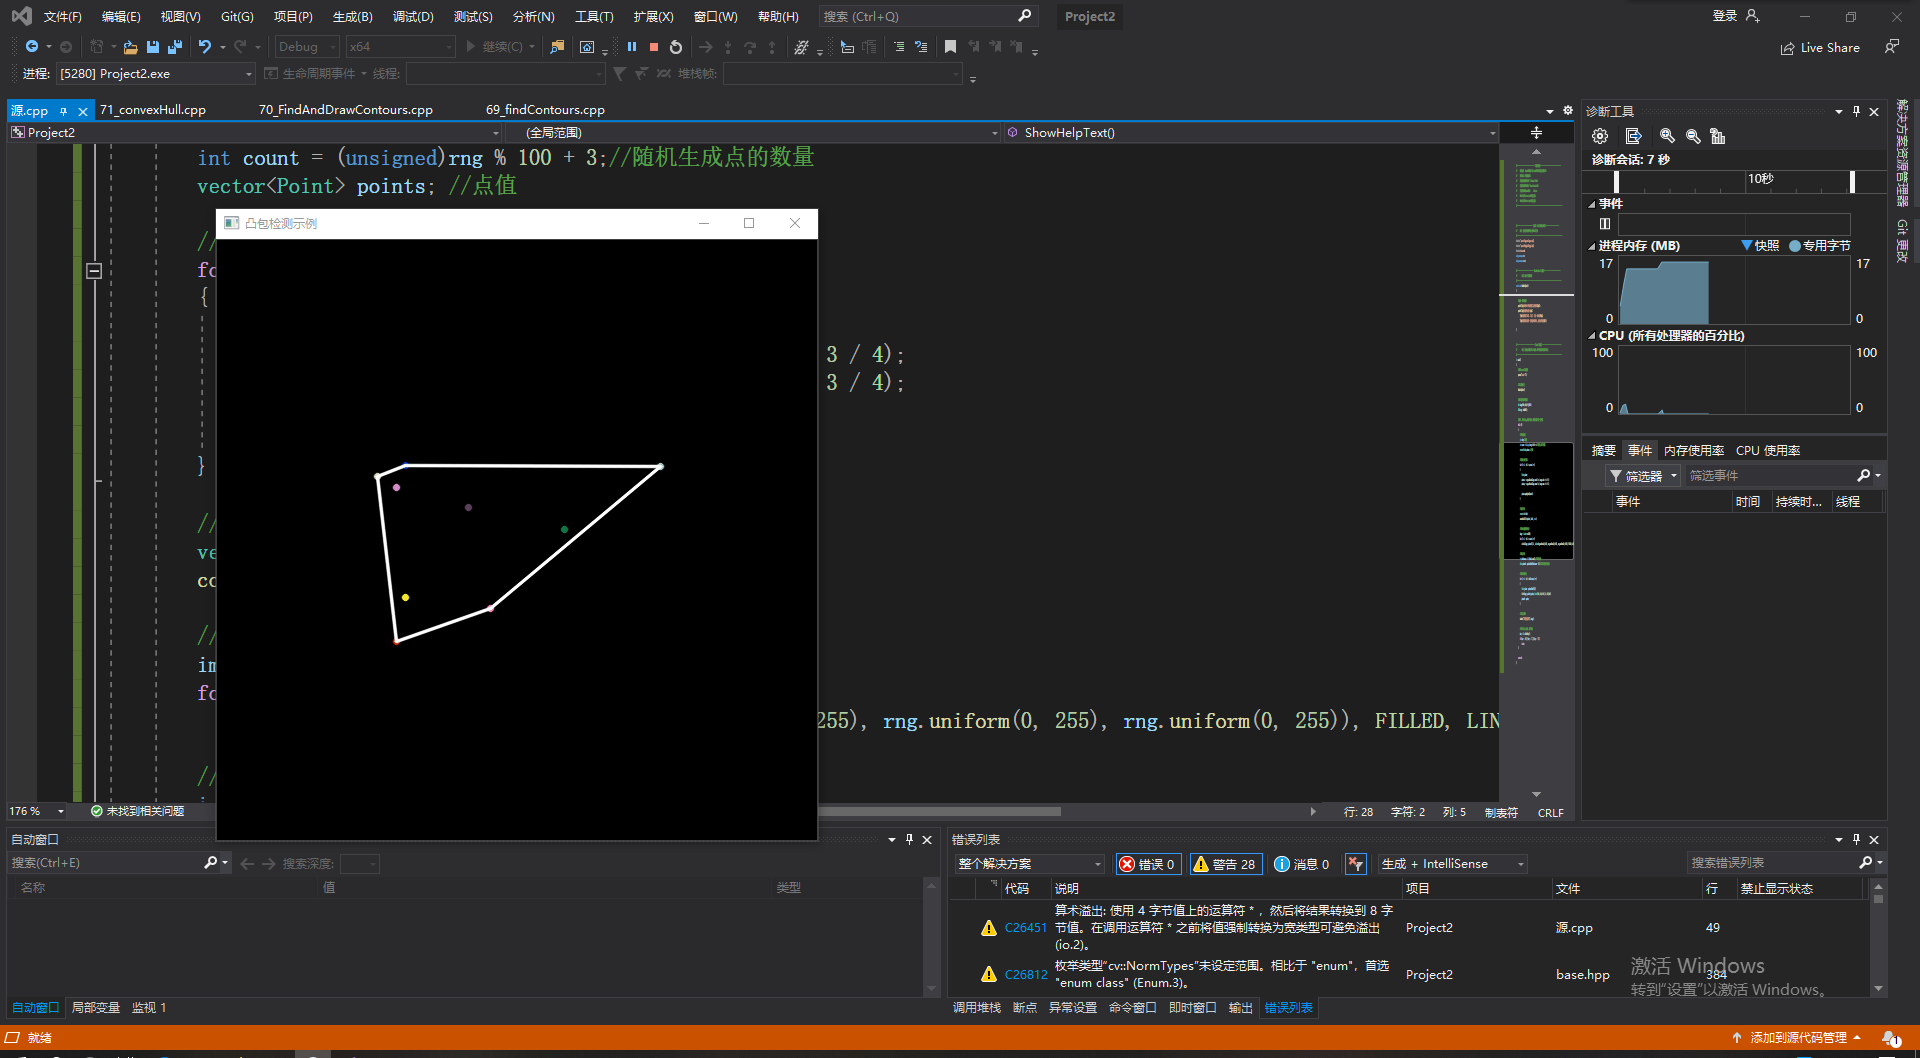 文件(F) 编辑(E) 视图(V) Git(G) 项目(P) 生成(B) 调试(D) 测试(S) 分析(N) 工具(T) 扩展(X) 窗口(W) 帮助(H) 搜索 (Ctrl+Q) Project2 登录
Debug x64 继续(C) Live Share
进程: [5280] Project2.exe 生命周期事件 线程: 堆栈帧:
源.cpp 71_convexHull.cpp 70_FindAndDrawContours.cpp 69_findContours.cpp
Project2 (全局范围) ShowHelpText()
int count = (unsigned)rng % 100 + 3;//随机生成点的数量
vector<Point> points; //点值
凸包检测示例
//
fo
{
3 / 4);
3 / 4);
}
//
ve
co
//
im
fo
255), rng.uniform(0, 255), rng.uniform(0, 255)), FILLED, LIN
//
176 % 未找到相关问题 行: 28 字符: 2 列: 5 制表符 CRLF
诊断工具
诊断会话: 7 秒
10秒
事件
进程内存 (MB) 快照 专用字节
17 17
0 0
CPU (所有处理器的百分比)
100 100
0 0
摘要 事件 内存使用率 CPU 使用率
筛选器 筛选事件
事件 时间 持续时... 线程
解决方案资源管理器
Git 更改
自动窗口
搜索(Ctrl+E) 搜索深度:
名称 值 类型
自动窗口 局部变量 监视 1
错误列表
整个解决方案 错误 0 警告 28 消息 0 生成 + IntelliSense 搜索错误列表
代码 说明 项目 文件 行 禁止显示状态
C26451 算术溢出: 使用 4 字节值上的运算符 * ，然后将结果转换到 8 字
节值。在调用运算符 * 之前将值强制转换为宽类型可避免溢出
(io.2)。 Project2 源.cpp 49
C26812 枚举类型“cv::NormTypes”未设定范围。相比于 "enum"，首选
"enum class" (Enum.3)。 Project2 base.hpp 384
激活 Windows
转到“设置”以激活 Windows。
调用堆栈 断点 异常设置 命令窗口 即时窗口 输出 错误列表
就绪 添加到源代码管理 1